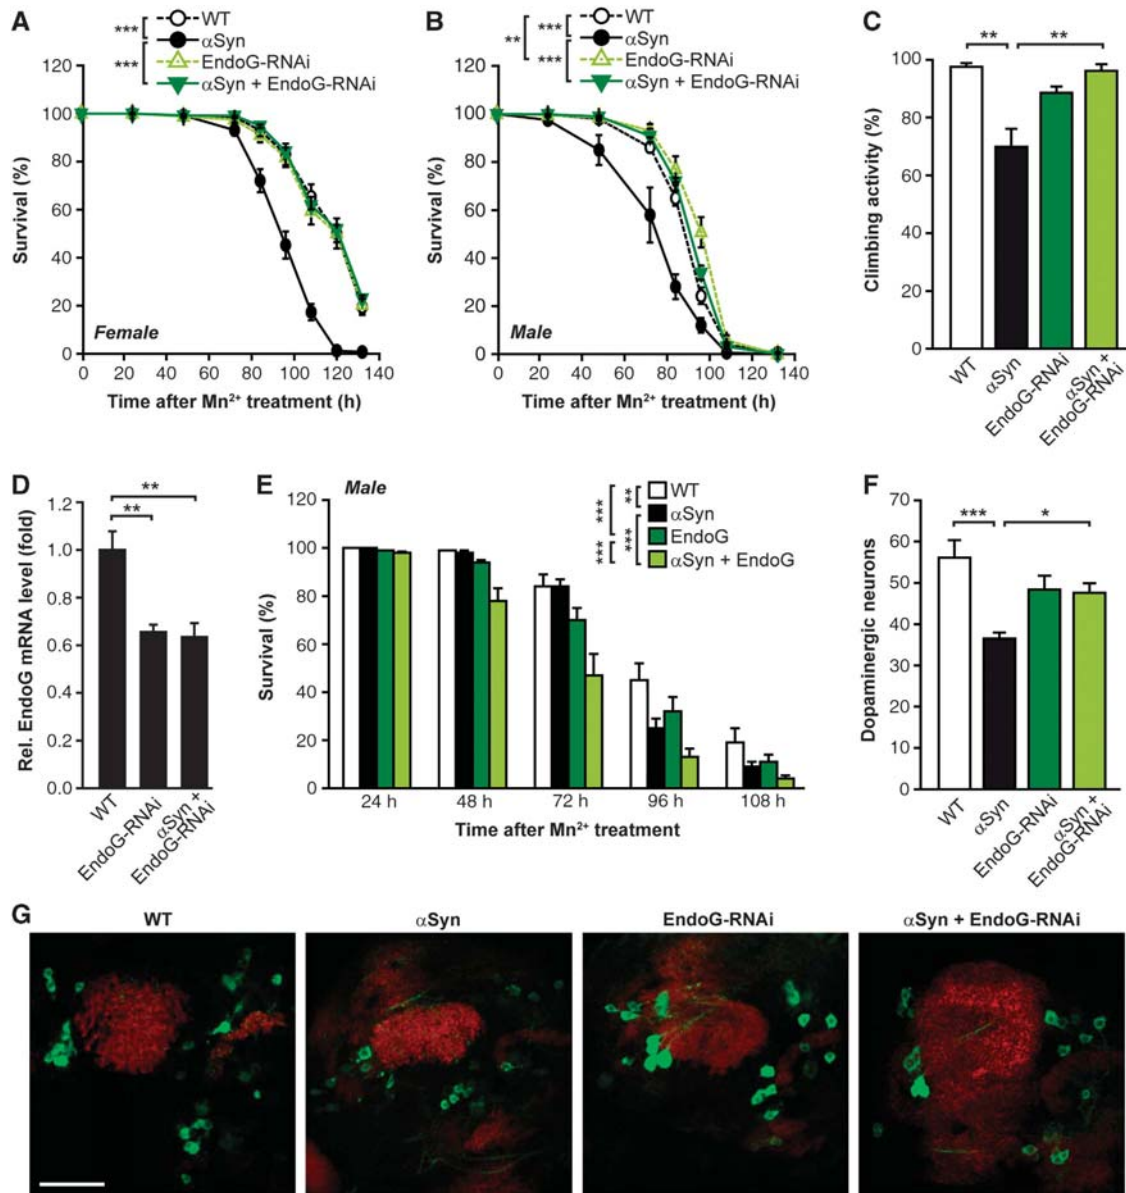 A
*** WT
αSyn
*** EndoG-RNAi
αSyn + EndoG-RNAi
Survival (%)
120
100
80
60
40
20
0
Female
0 20 40 60 80 100 120 140
Time after Mn²⁺ treatment (h)
B
** *** WT
αSyn
*** EndoG-RNAi
αSyn + EndoG-RNAi
Survival (%)
120
100
80
60
40
20
0
Male
0 20 40 60 80 100 120 140
Time after Mn²⁺ treatment (h)
C
** **
Climbing activity (%)
100
80
60
40
20
0
WT
αSyn
EndoG-RNAi
αSyn +
EndoG-RNAi
D
**
**
Rel. EndoG mRNA level (fold)
1.2
1.0
0.8
0.6
0.4
0.2
0.0
WT
EndoG-RNAi
αSyn +
EndoG-RNAi
E
Male
*** ** WT
αSyn
*** *** EndoG
αSyn + EndoG
Survival (%)
120
100
80
60
40
20
0
24 h 48 h 72 h 96 h 108 h
Time after Mn²⁺ treatment
F
*** *
Dopaminergic neurons
70
60
50
40
30
20
10
0
WT
αSyn
EndoG-RNAi
αSyn +
EndoG-RNAi
G
WT αSyn EndoG-RNAi αSyn + EndoG-RNAi